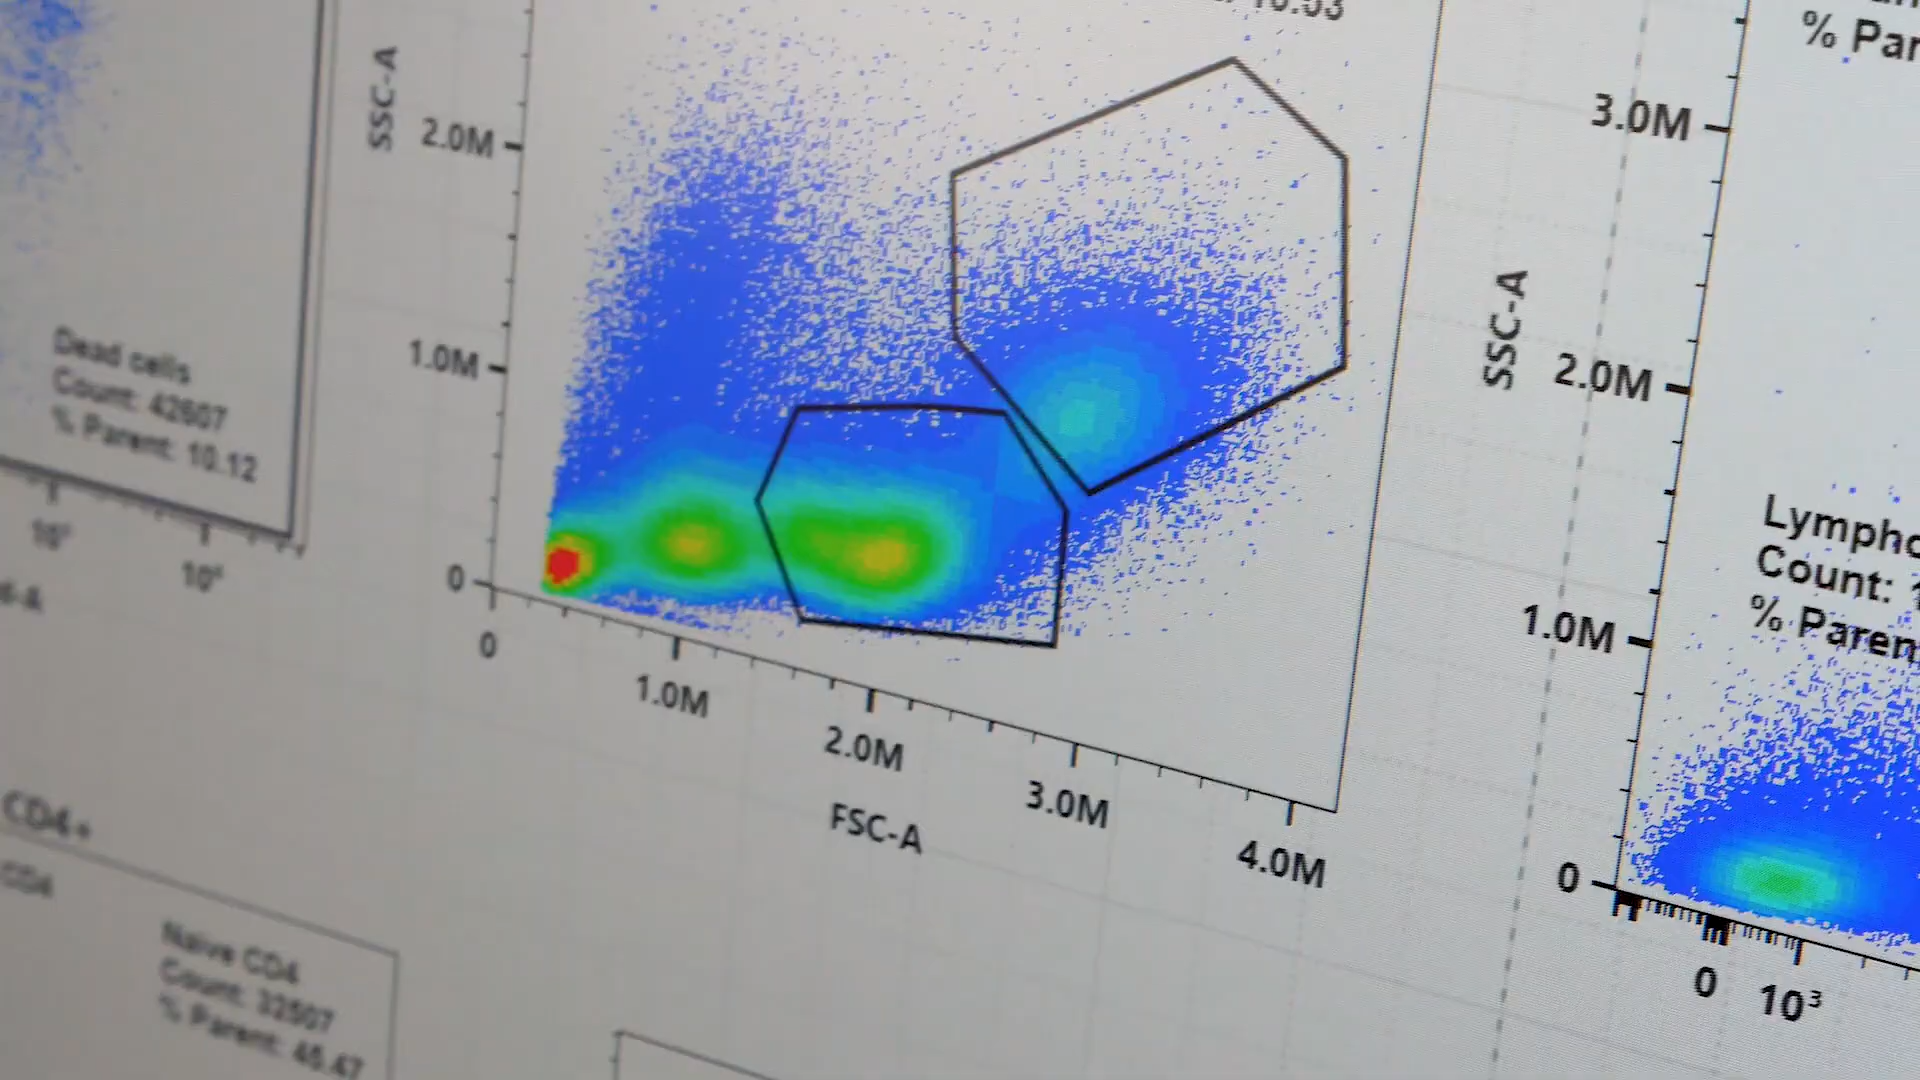 SSC-A
2.0M
1.0M
0
0
1.0M
2.0M
3.0M
4.0M
FSC-A
Dead cells
Count: 42607
% Parent: 10.12
CD4+
CD4
Naive CD4
Count: 32507
% Parent: 46.47
% Par
3.0M
SSC-A
2.0M
1.0M
0
Lympho
Count: 1
% Paren
0
10³